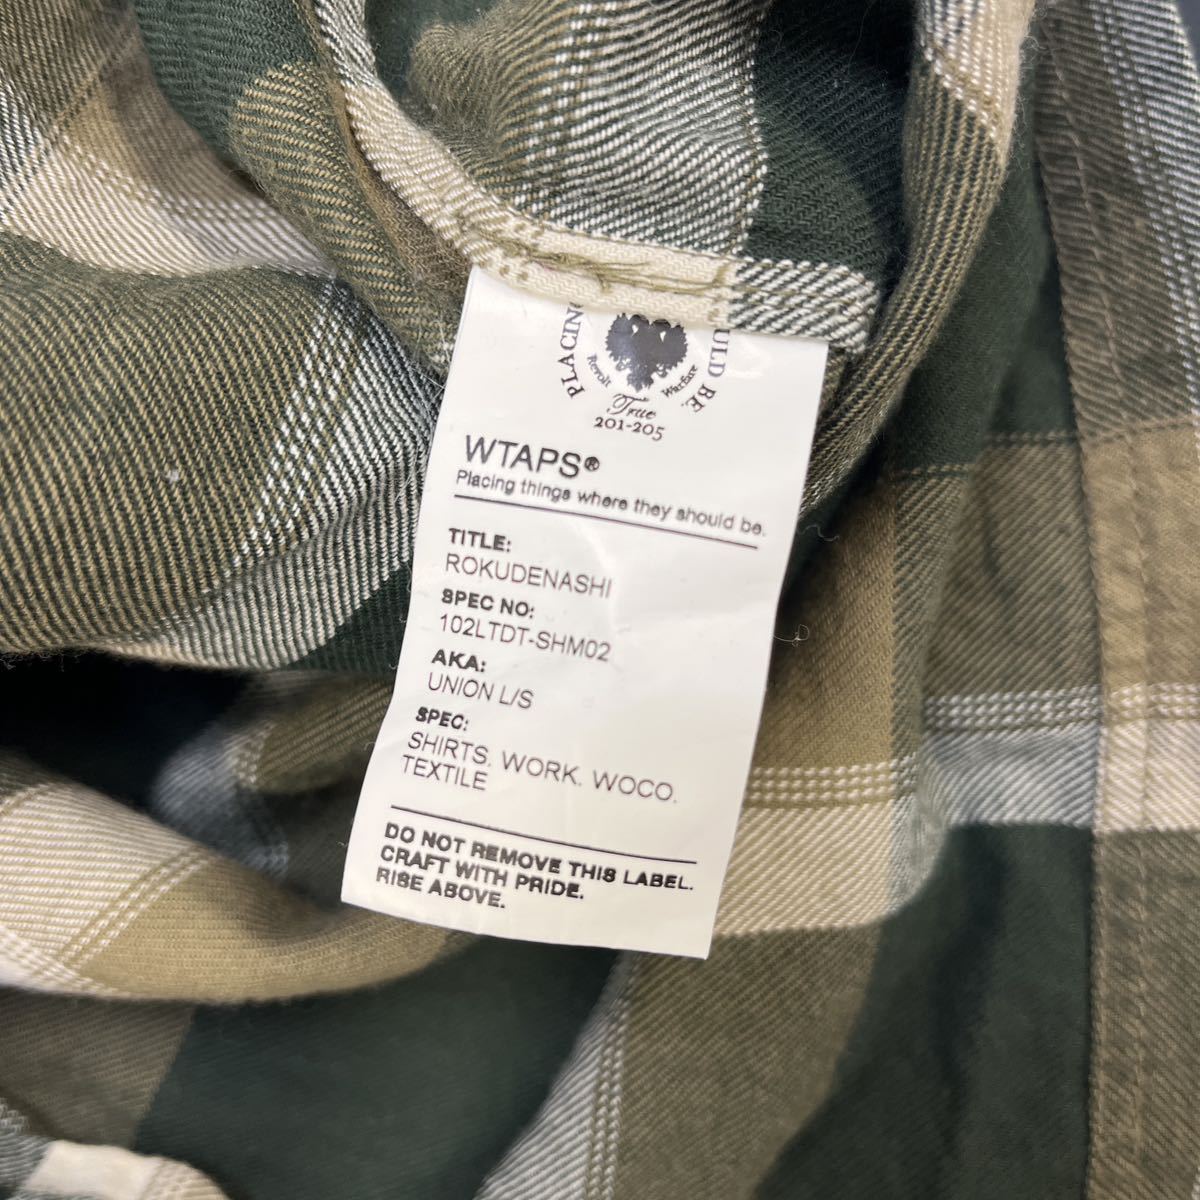 PLACING
ULD BE.
Revolt Warfare
True
201-205
WTAPS®
Placing things where they should be.
TITLE:
ROKUDENASHI
SPEC NO:
102LTDT-SHM02
AKA:
UNION L/S
SPEC:
SHIRTS. WORK. WOCO.
TEXTILE
DO NOT REMOVE THIS LABEL.
CRAFT WITH PRIDE.
RISE ABOVE.